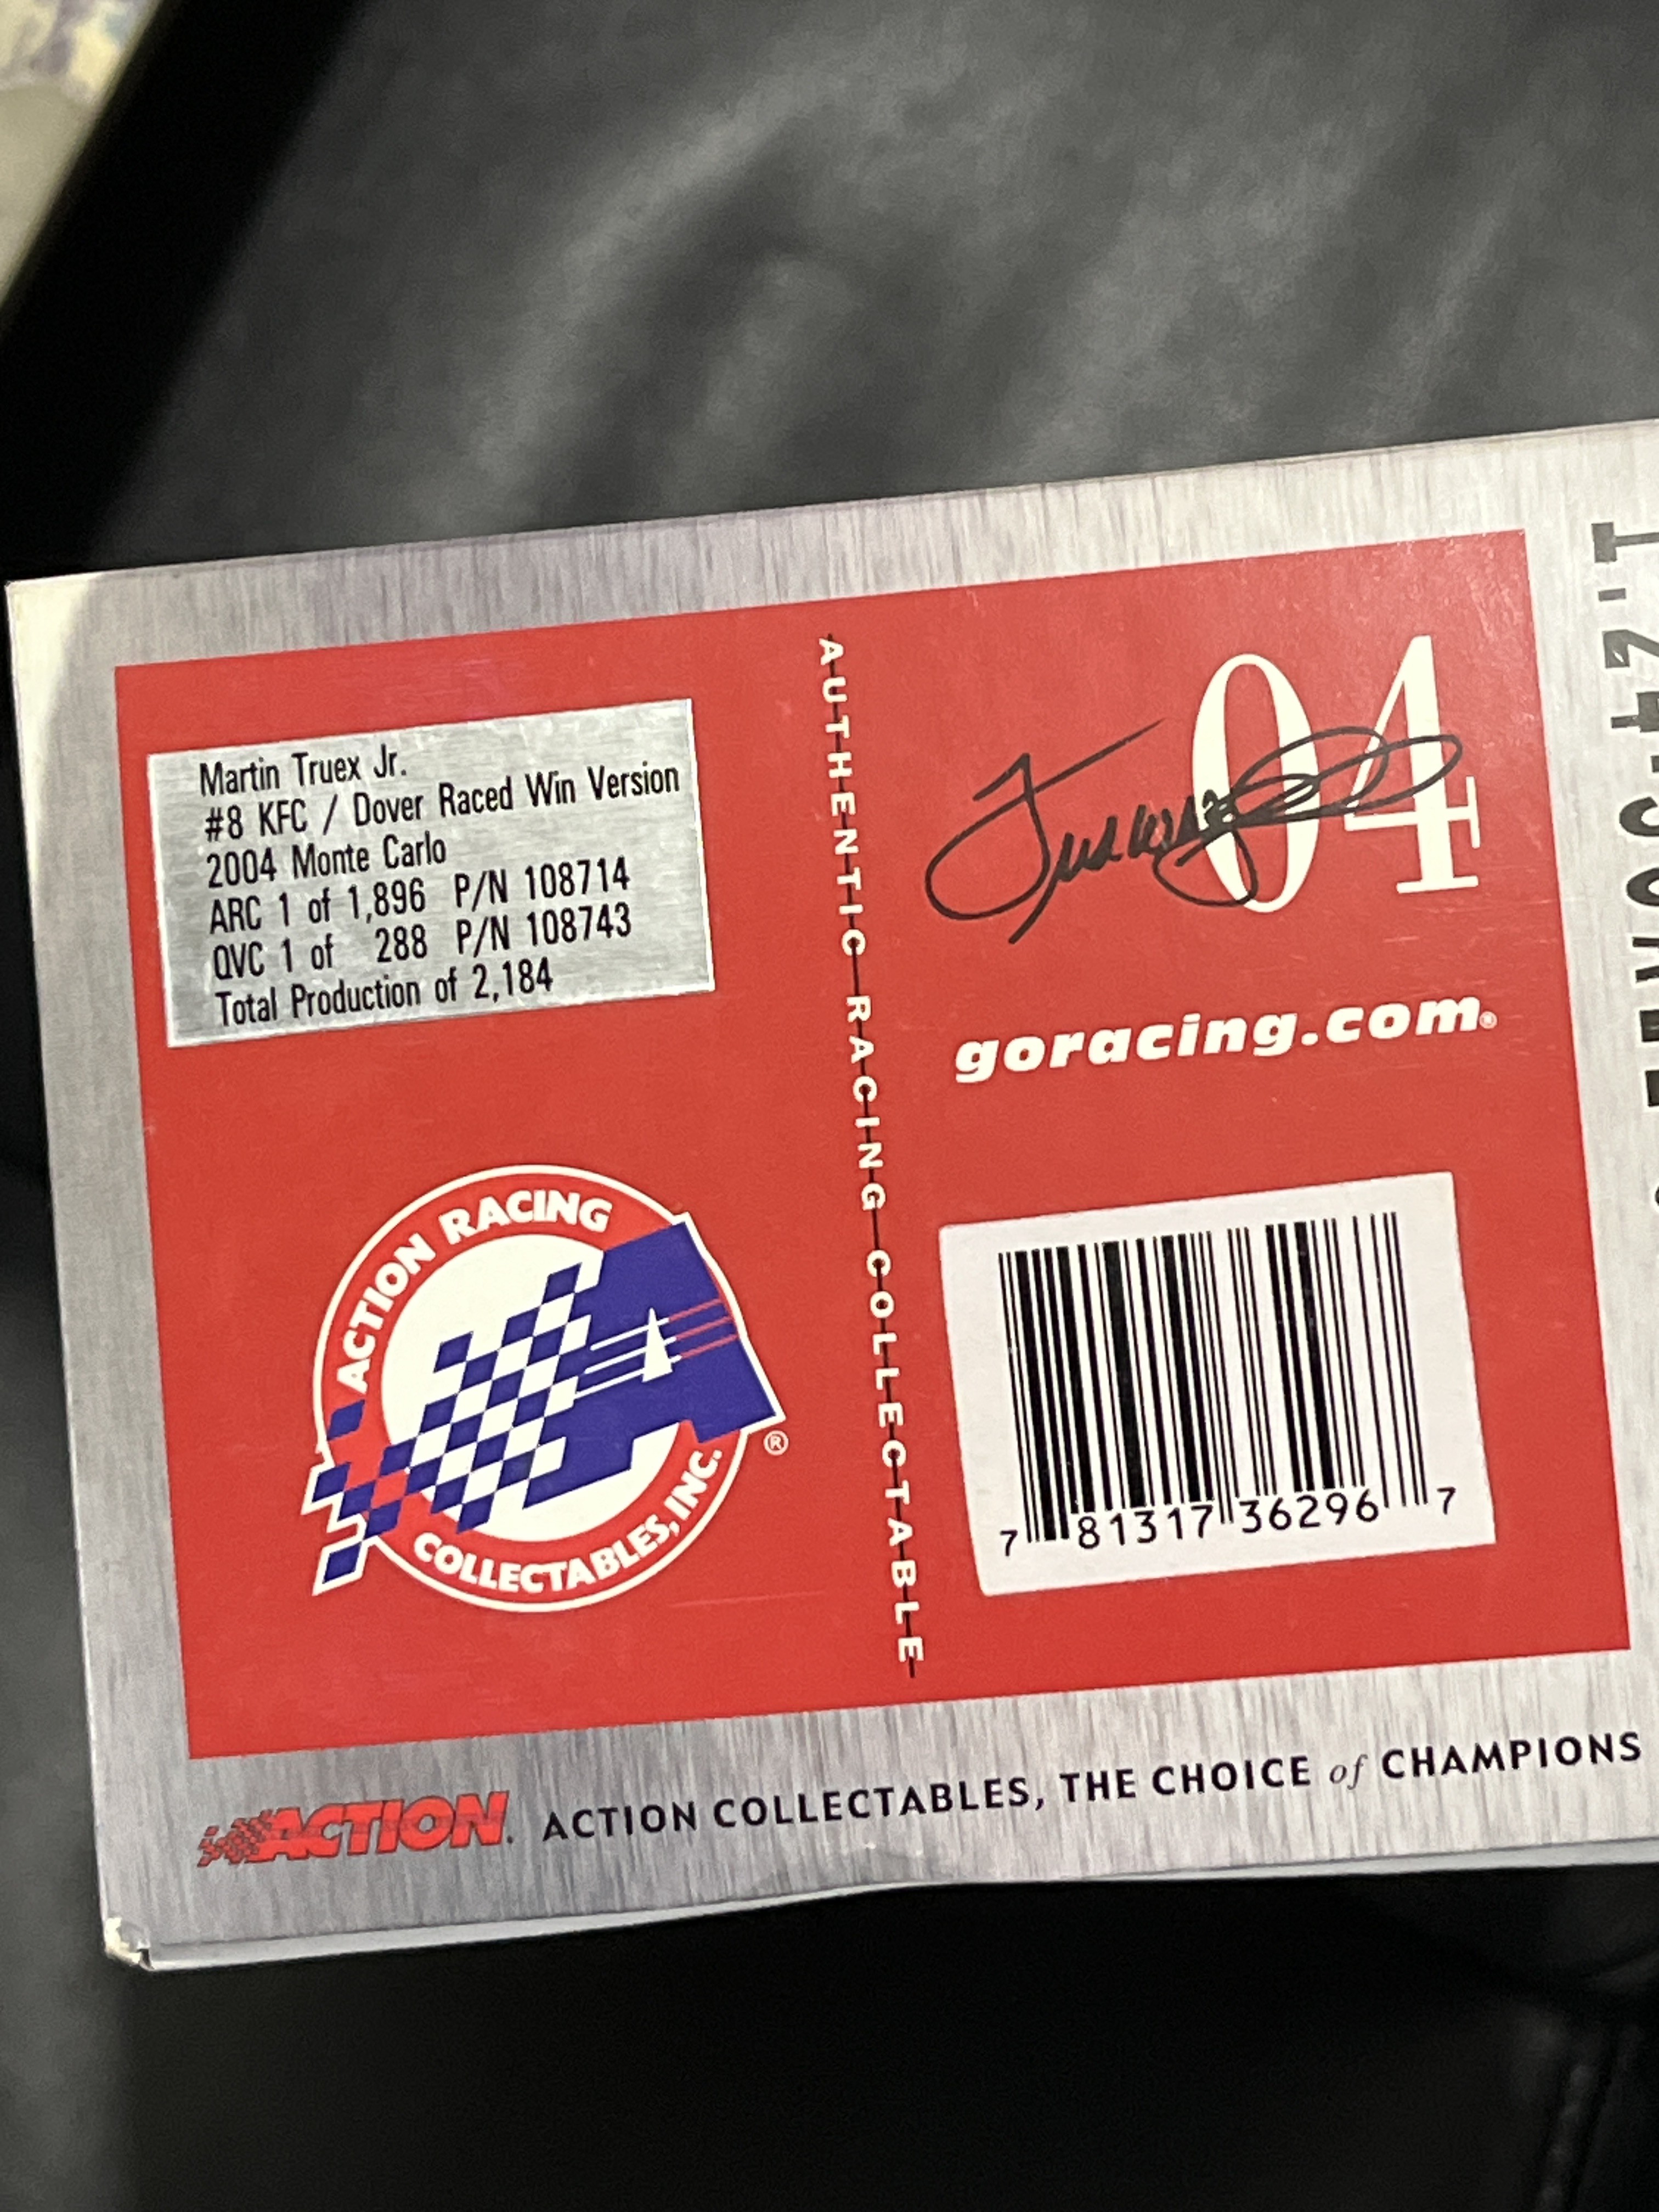 Martin Truex Jr.
#8 KFC / Dover Raced Win Version
2004 Monte Carlo
ARC 1 of 1,896 P/N 108714
QVC 1 of 288 P/N 108743
Total Production of 2,184
AUTHENTIC RACING COLLECTABLE
04
goracing.com®
ACTION RACING
COLLECTABLES, INC.
®
7 81317 36296 7
ACTION. ACTION COLLECTABLES, THE CHOICE of CHAMPIONS